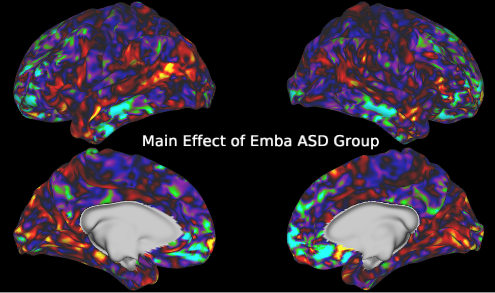 Main Effect of Emba ASD Group